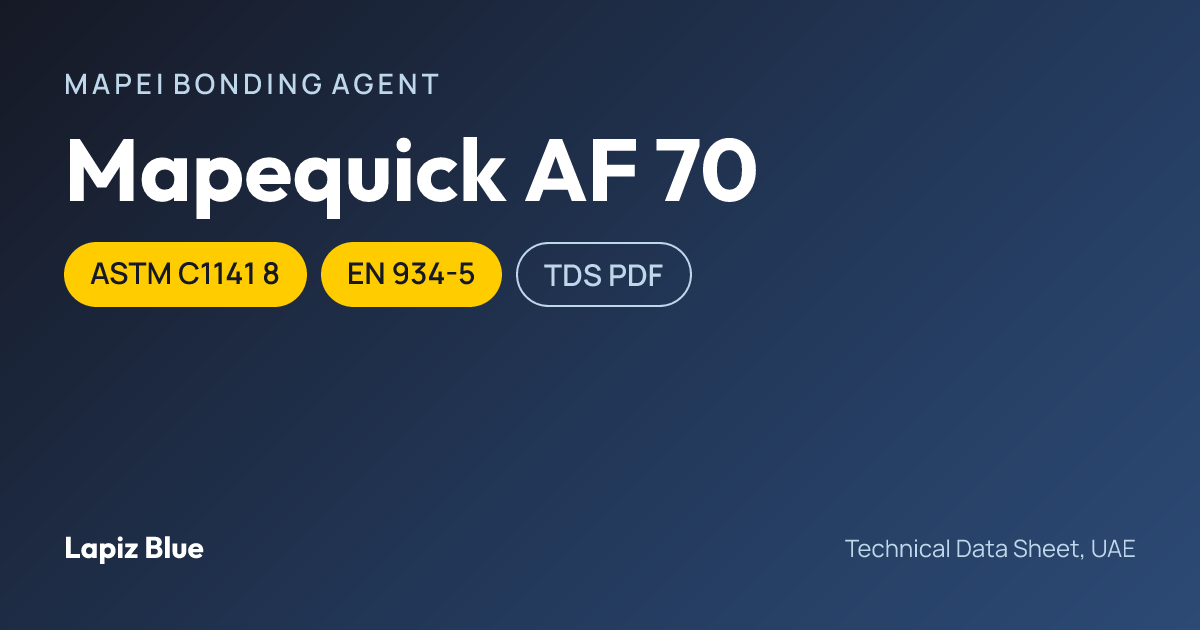 MAPEI BONDING AGENT
Mapequick AF 70
ASTM C1141 8 EN 934-5 TDS PDF
Lapiz Blue Technical Data Sheet, UAE